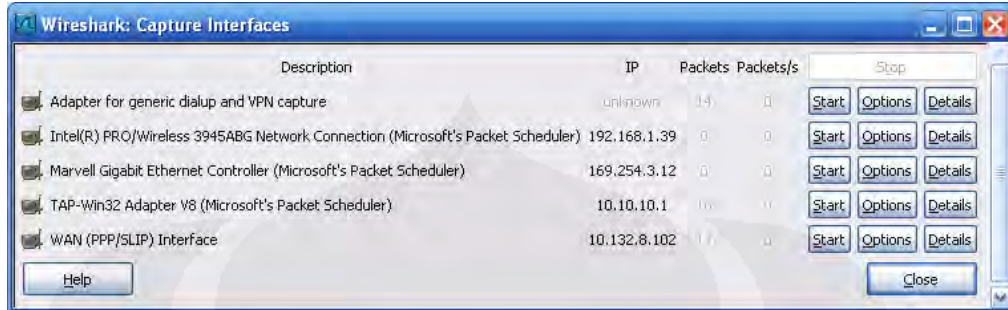 Wireshark: Capture Interfaces
Description IP Packets Packets/s Stop
Adapter for generic dialup and VPN capture unknown 14 0 Start Options Details
Intel(R) PRO/Wireless 3945ABG Network Connection (Microsoft's Packet Scheduler) 192.168.1.39 0 0 Start Options Details
Marvell Gigabit Ethernet Controller (Microsoft's Packet Scheduler) 169.254.3.12 0 0 Start Options Details
TAP-Win32 Adapter V8 (Microsoft's Packet Scheduler) 10.10.10.1 0 Start Options Details
WAN (PPP/SLIP) Interface 10.132.8.102 0 Start Options Details
Help Close